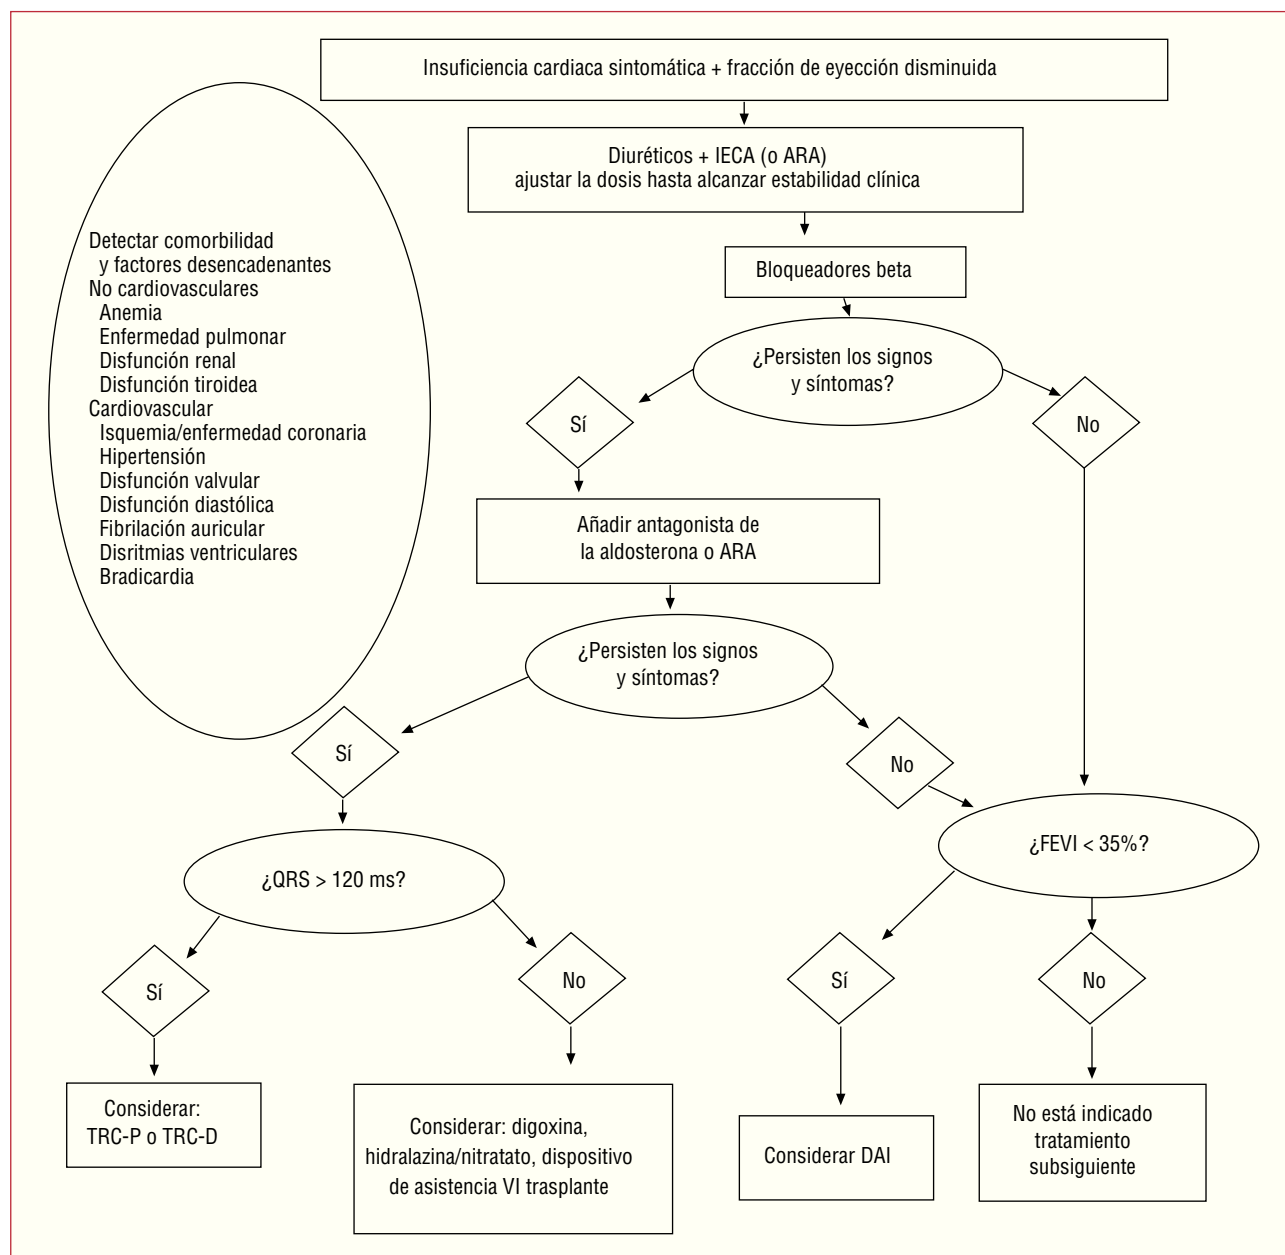 Insuficiencia cardiaca sintomática + fracción de eyección disminuida
Diuréticos + IECA (o ARA)
ajustar la dosis hasta alcanzar estabilidad clínica
Detectar comorbilidad
y factores desencadenantes
No cardiovasculares
Anemia
Enfermedad pulmonar
Disfunción renal
Disfunción tiroidea
Cardiovascular
Isquemia/enfermedad coronaria
Hipertensión
Disfunción valvular
Disfunción diastólica
Fibrilación auricular
Disritmias ventriculares
Bradicardia
Bloqueadores beta
¿Persisten los signos
y síntomas?
Sí
No
Añadir antagonista de
la aldosterona o ARA
¿Persisten los signos
y síntomas?
Sí
No
¿QRS > 120 ms?
¿FEVI < 35%?
Sí
No
Sí
No
Considerar:
TRC-P o TRC-D
Considerar: digoxina,
hidralazina/nitratato, dispositivo
de asistencia VI trasplante
Considerar DAI
No está indicado
tratamiento
subsiguiente